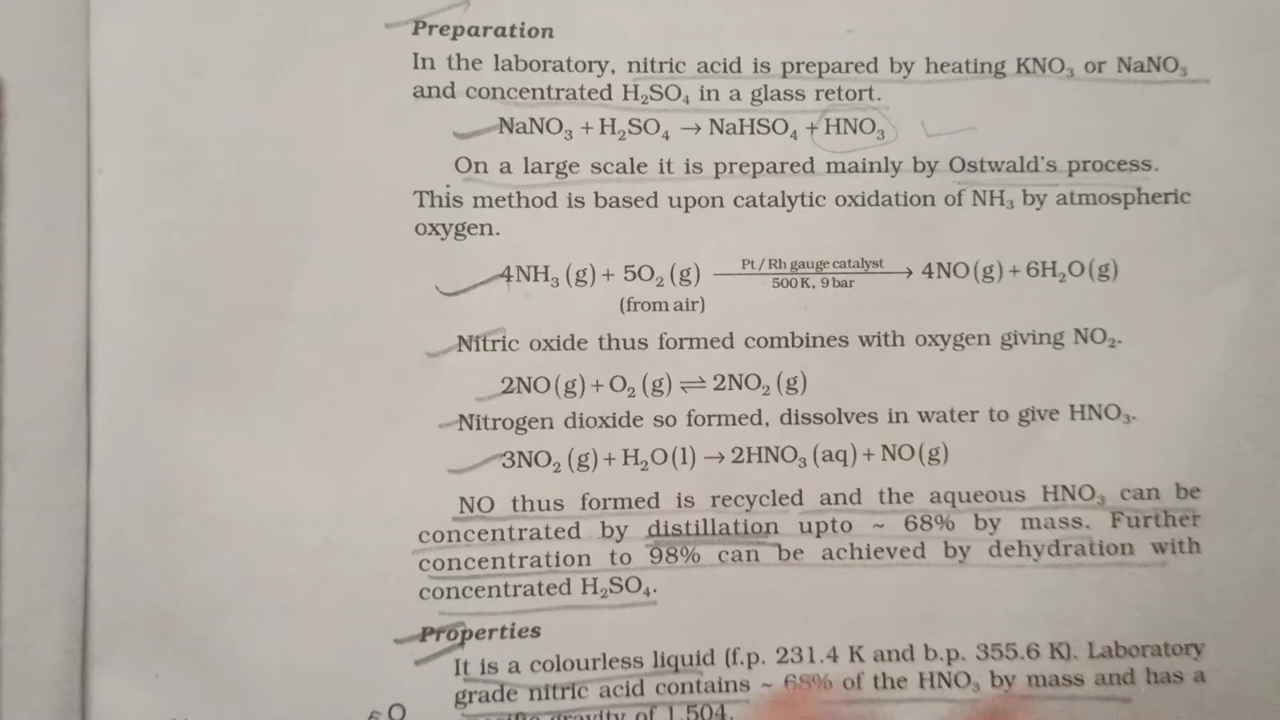 Preparation
In the laboratory, nitric acid is prepared by heating KNO₃ or NaNO₃
and concentrated H₂SO₄ in a glass retort.
NaNO₃ + H₂SO₄ → NaHSO₄ + HNO₃
On a large scale it is prepared mainly by Ostwald's process.
This method is based upon catalytic oxidation of NH₃ by atmospheric
oxygen.
4NH₃ (g) + 5O₂ (g) Pt / Rh gauge catalyst 500 K, 9 bar → 4NO (g) + 6H₂O (g)
(from air)
Nitric oxide thus formed combines with oxygen giving NO₂.
2NO (g) + O₂ (g) ⇌ 2NO₂ (g)
Nitrogen dioxide so formed, dissolves in water to give HNO₃.
3NO₂ (g) + H₂O (l) → 2HNO₃ (aq) + NO (g)
NO thus formed is recycled and the aqueous HNO₃ can be
concentrated by distillation upto ~ 68% by mass. Further
concentration to 98% can be achieved by dehydration with
concentrated H₂SO₄.
Properties
It is a colourless liquid (f.p. 231.4 K and b.p. 355.6 K). Laboratory
grade nitric acid contains ~ 68% of the HNO₃ by mass and has a
gravity of 1.504.